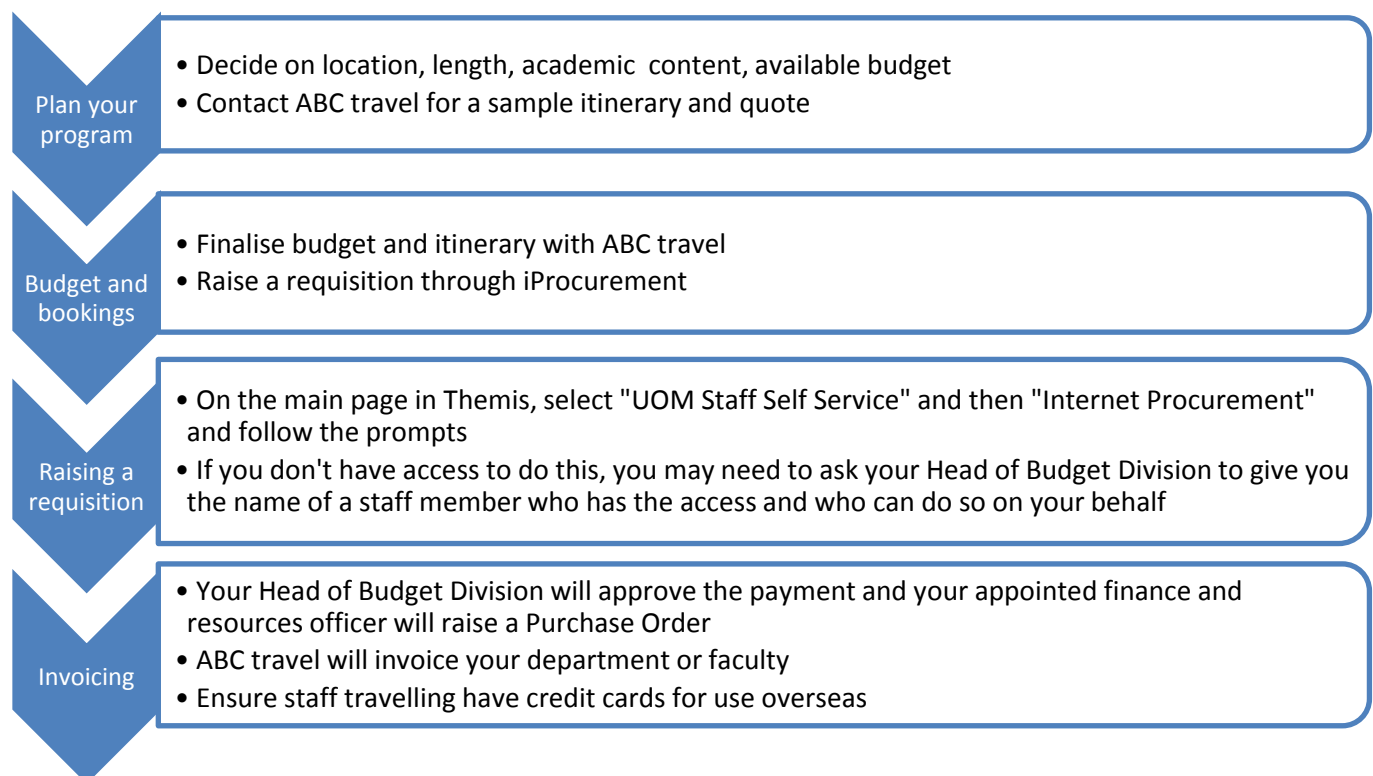 Plan your
program
• Decide on location, length, academic content, available budget
• Contact ABC travel for a sample itinerary and quote
Budget and
bookings
• Finalise budget and itinerary with ABC travel
• Raise a requisition through iProcurement
Raising a
requisition
• On the main page in Themis, select "UOM Staff Self Service" and then "Internet Procurement"
and follow the prompts
• If you don't have access to do this, you may need to ask your Head of Budget Division to give you
the name of a staff member who has the access and who can do so on your behalf
Invoicing
• Your Head of Budget Division will approve the payment and your appointed finance and
resources officer will raise a Purchase Order
• ABC travel will invoice your department or faculty
• Ensure staff travelling have credit cards for use overseas